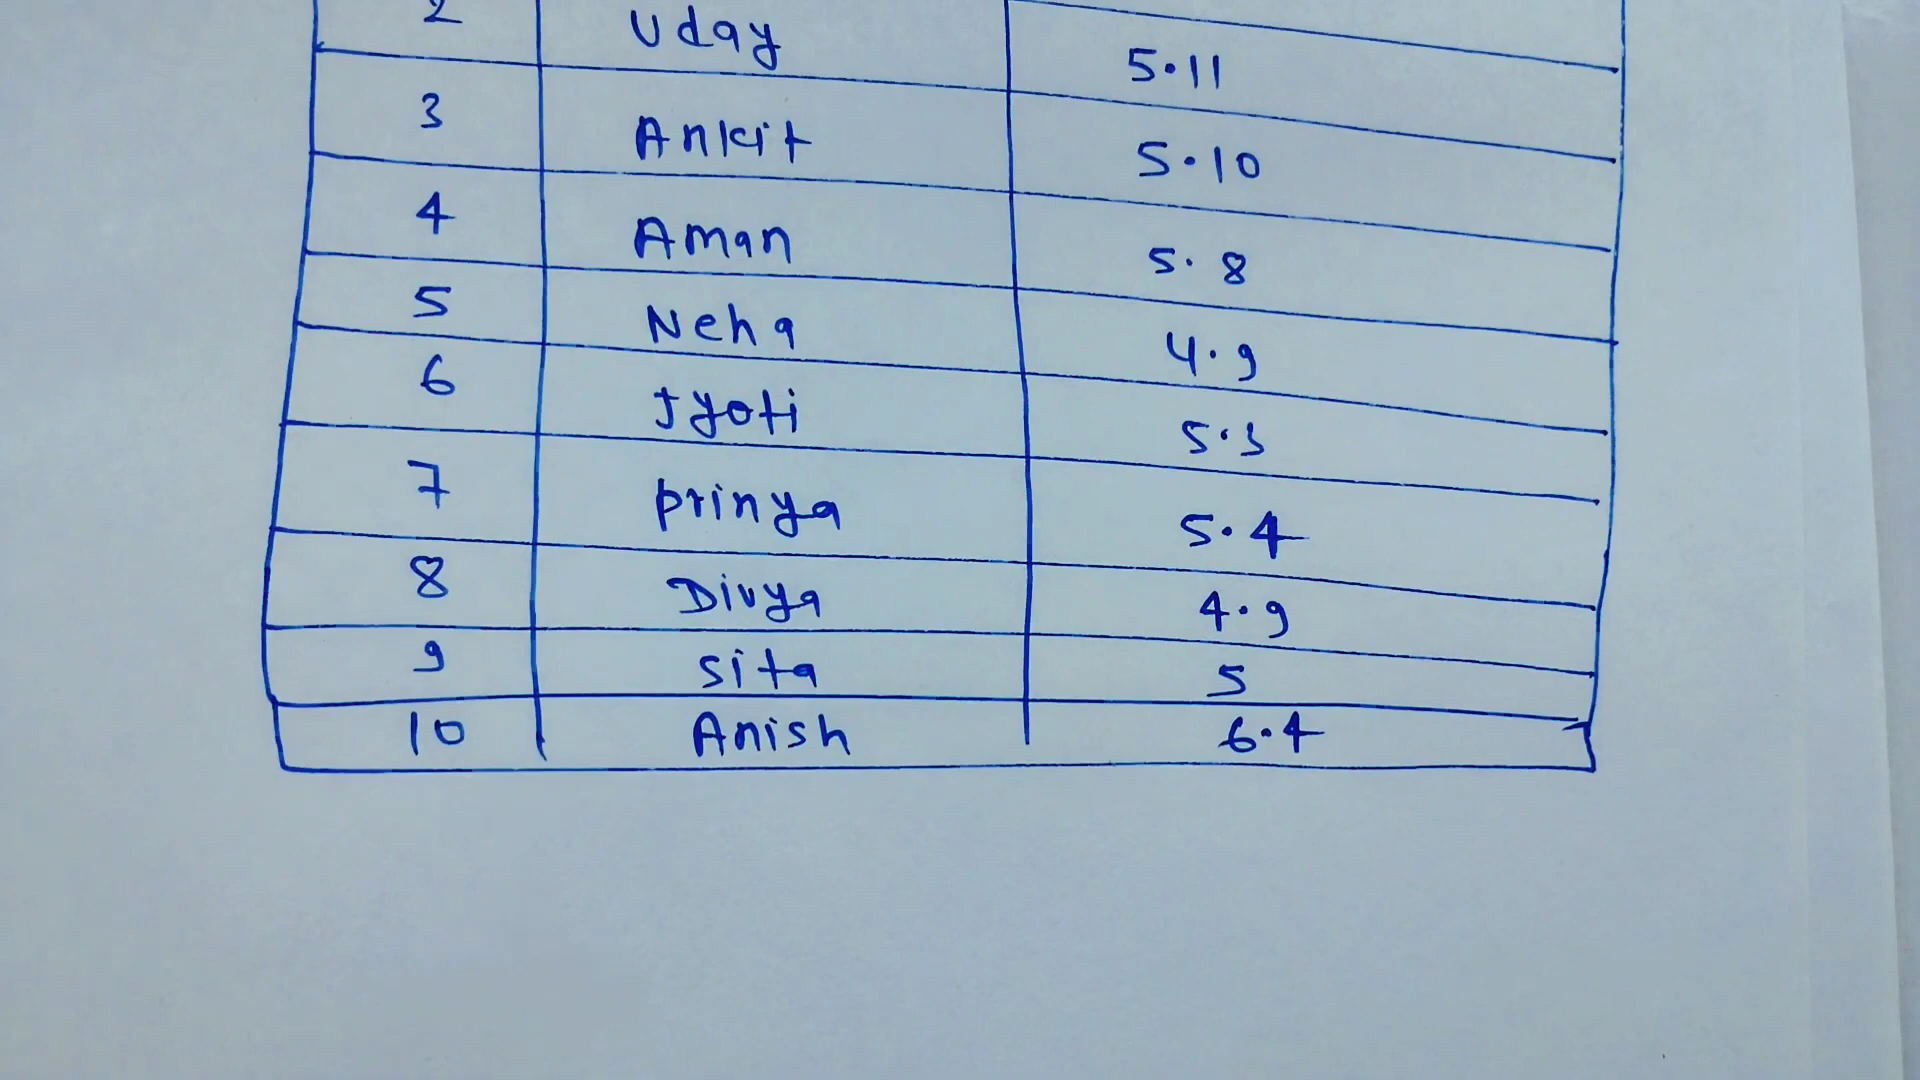 2 Uday 5.11
3 Ankit 5.10
4 Aman 5.8
5 Neha 4.9
6 Jyoti 5.3
7 prinya 5.4
8 Divya 4.9
9 sita 5
10 Anish 6.4